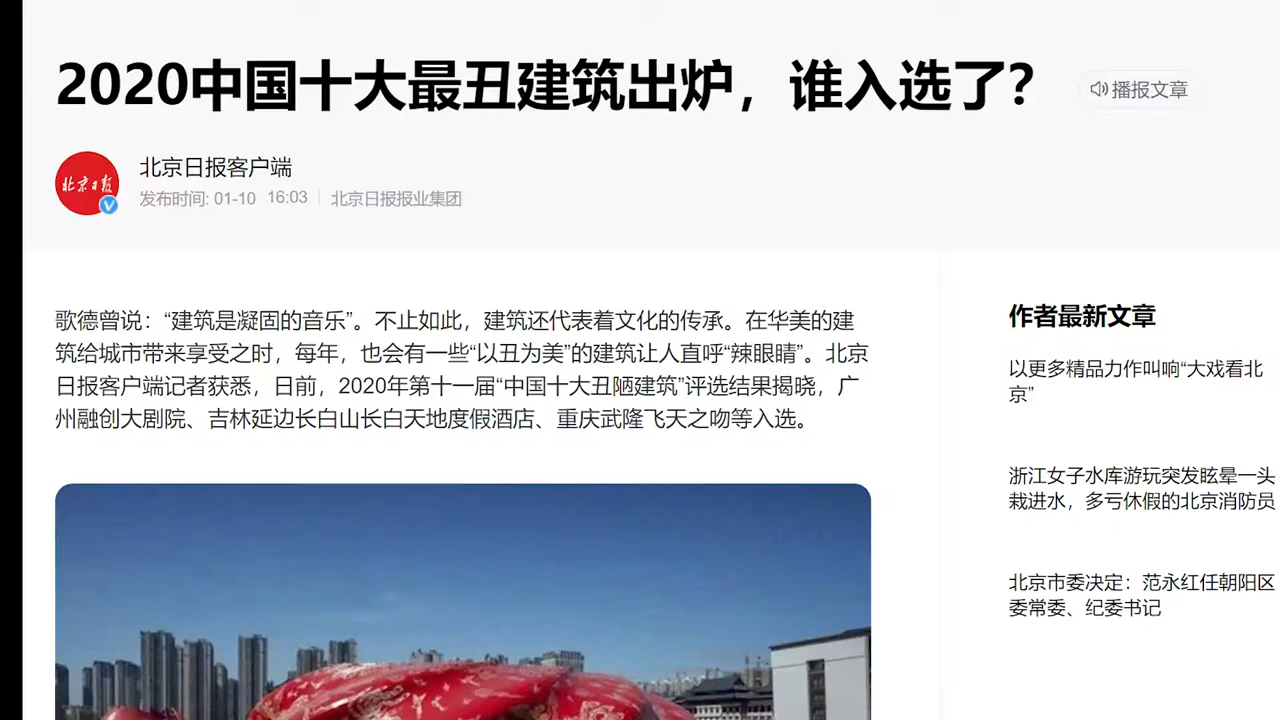 2020中国十大最丑建筑出炉，谁入选了？
播报文章
北京日报
北京日报客户端
发布时间: 01-10 16:03 | 北京日报报业集团
歌德曾说：“建筑是凝固的音乐”。不止如此，建筑还代表着文化的传承。在华美的建
筑给城市带来享受之时，每年，也会有一些“以丑为美”的建筑让人直呼“辣眼睛”。北京
日报客户端记者获悉，日前，2020年第十一届“中国十大丑陋建筑”评选结果揭晓，广
州融创大剧院、吉林延边长白山长白天地度假酒店、重庆武隆飞天之吻等入选。
作者最新文章
以更多精品力作叫响“大戏看北
京”
浙江女子水库游玩突发眩晕一头
栽进水，多亏休假的北京消防员
北京市委决定：范永红任朝阳区
委常委、纪委书记